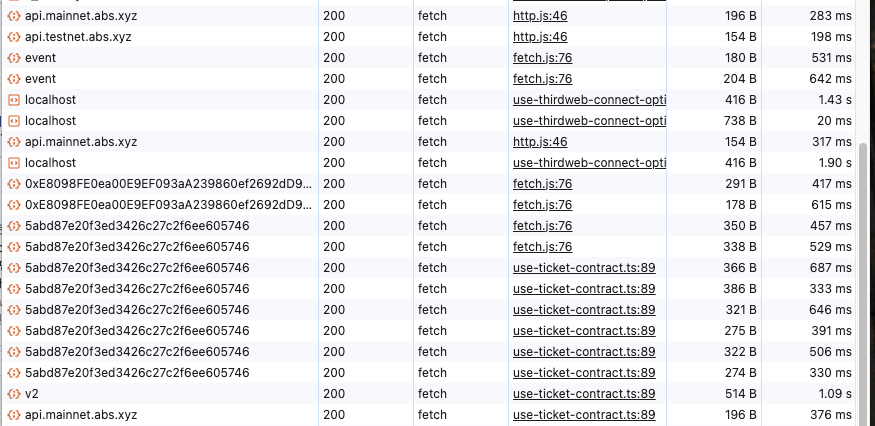 api.mainnet.abs.xyz 200 fetch http.js:46 196 B 283 ms
api.testnet.abs.xyz 200 fetch http.js:46 154 B 198 ms
event 200 fetch fetch.js:76 180 B 531 ms
event 200 fetch fetch.js:76 204 B 642 ms
localhost 200 fetch use-thirdweb-connect-opti 416 B 1.43 s
localhost 200 fetch use-thirdweb-connect-opti 738 B 20 ms
api.mainnet.abs.xyz 200 fetch http.js:46 154 B 317 ms
localhost 200 fetch use-thirdweb-connect-opti 416 B 1.90 s
0xE8098FE0ea00E9EF093aA239860ef2692dD9... 200 fetch fetch.js:76 291 B 417 ms
0xE8098FE0ea00E9EF093aA239860ef2692dD9... 200 fetch fetch.js:76 178 B 615 ms
5abd87e20f3ed3426c27c2f6ee605746 200 fetch fetch.js:76 350 B 457 ms
5abd87e20f3ed3426c27c2f6ee605746 200 fetch fetch.js:76 338 B 529 ms
5abd87e20f3ed3426c27c2f6ee605746 200 fetch use-ticket-contract.ts:89 366 B 687 ms
5abd87e20f3ed3426c27c2f6ee605746 200 fetch use-ticket-contract.ts:89 386 B 333 ms
5abd87e20f3ed3426c27c2f6ee605746 200 fetch use-ticket-contract.ts:89 321 B 646 ms
5abd87e20f3ed3426c27c2f6ee605746 200 fetch use-ticket-contract.ts:89 275 B 391 ms
5abd87e20f3ed3426c27c2f6ee605746 200 fetch use-ticket-contract.ts:89 322 B 506 ms
5abd87e20f3ed3426c27c2f6ee605746 200 fetch use-ticket-contract.ts:89 274 B 330 ms
v2 200 fetch use-ticket-contract.ts:89 514 B 1.09 s
api.mainnet.abs.xyz 200 fetch use-ticket-contract.ts:89 196 B 376 ms